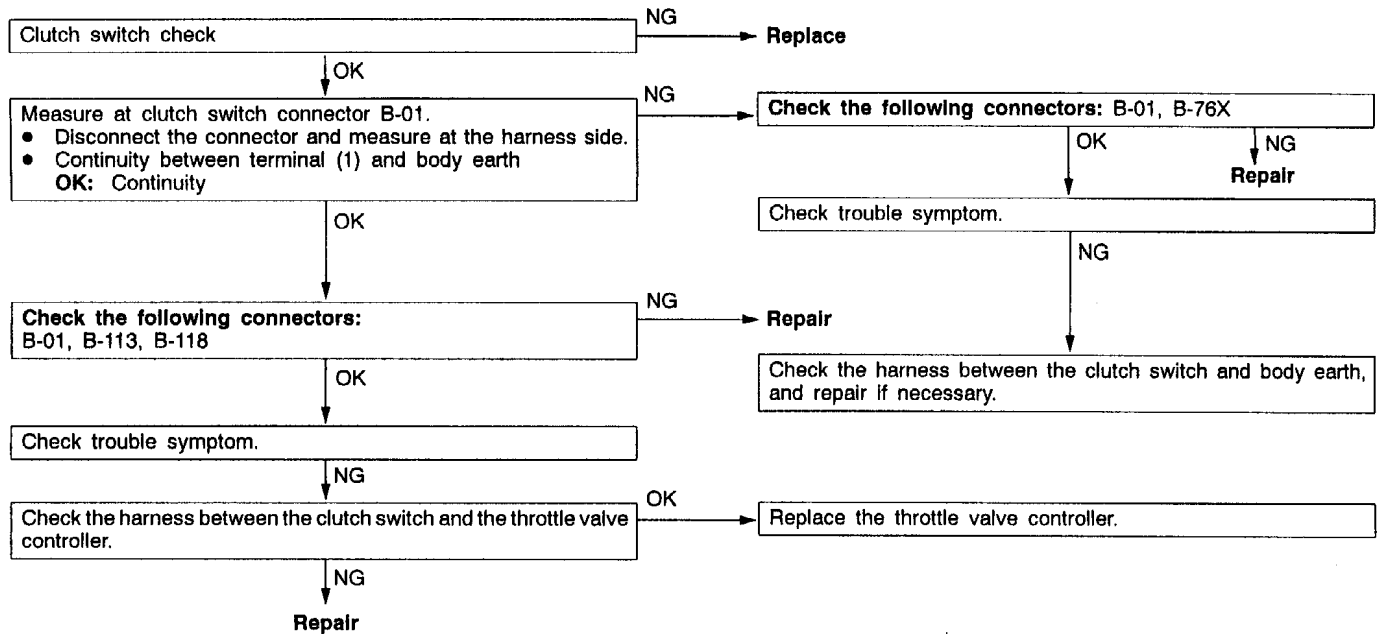 Clutch switch check
NG
Replace
OK
Measure at clutch switch connector B-01.
● Disconnect the connector and measure at the harness side.
● Continuity between terminal (1) and body earth
OK: Continuity
NG
Check the following connectors: B-01, B-76X
OK
NG
Repair
Check trouble symptom.
NG
Check the harness between the clutch switch and body earth,
and repair if necessary.
OK
Check the following connectors:
B-01, B-113, B-118
NG
Repair
OK
Check trouble symptom.
NG
Check the harness between the clutch switch and the throttle valve
controller.
OK
Replace the throttle valve controller.
NG
Repair